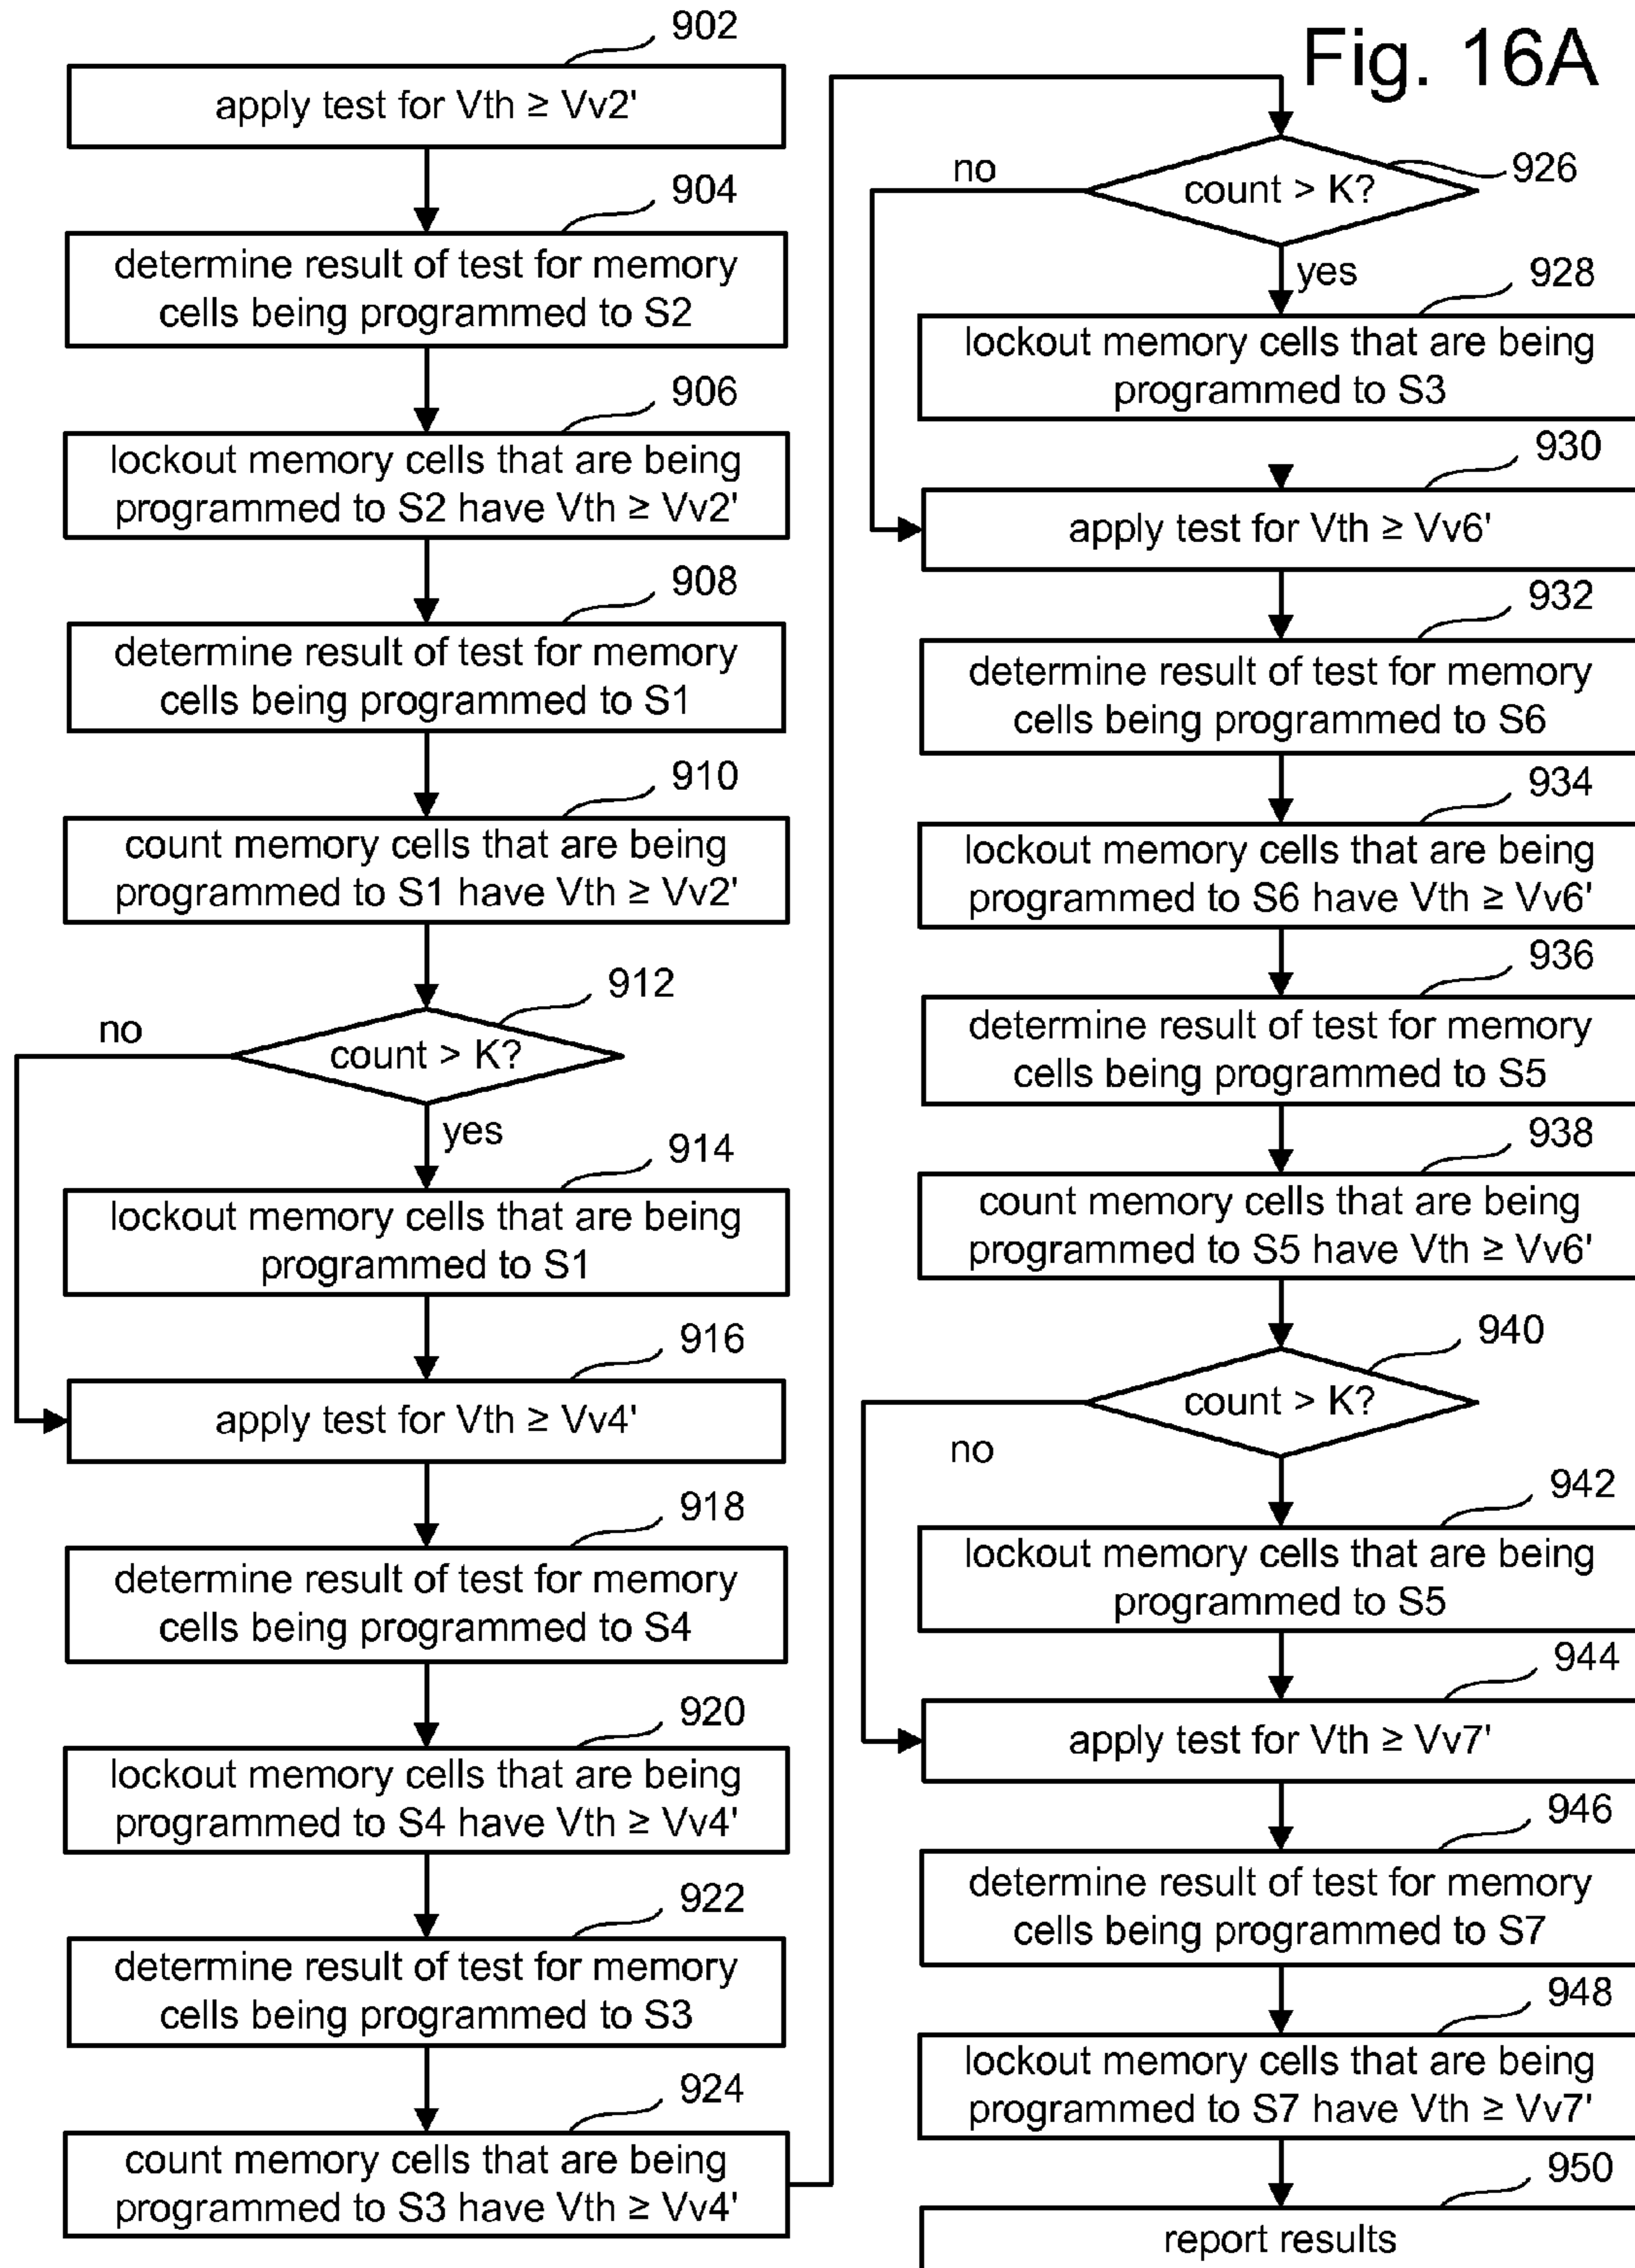 Fig. 16A
902
apply test for Vth ≥ Vv2'
904
determine result of test for memory
cells being programmed to S2
906
lockout memory cells that are being
programmed to S2 have Vth ≥ Vv2'
908
determine result of test for memory
cells being programmed to S1
910
count memory cells that are being
programmed to S1 have Vth ≥ Vv2'
912
count > K?
no
yes
914
lockout memory cells that are being
programmed to S1
916
apply test for Vth ≥ Vv4'
918
determine result of test for memory
cells being programmed to S4
920
lockout memory cells that are being
programmed to S4 have Vth ≥ Vv4'
922
determine result of test for memory
cells being programmed to S3
924
count memory cells that are being
programmed to S3 have Vth ≥ Vv4'
926
count > K?
no
yes
928
lockout memory cells that are being
programmed to S3
930
apply test for Vth ≥ Vv6'
932
determine result of test for memory
cells being programmed to S6
934
lockout memory cells that are being
programmed to S6 have Vth ≥ Vv6'
936
determine result of test for memory
cells being programmed to S5
938
count memory cells that are being
programmed to S5 have Vth ≥ Vv6'
940
count > K?
no
942
lockout memory cells that are being
programmed to S5
944
apply test for Vth ≥ Vv7'
946
determine result of test for memory
cells being programmed to S7
948
lockout memory cells that are being
programmed to S7 have Vth ≥ Vv7'
950
report results